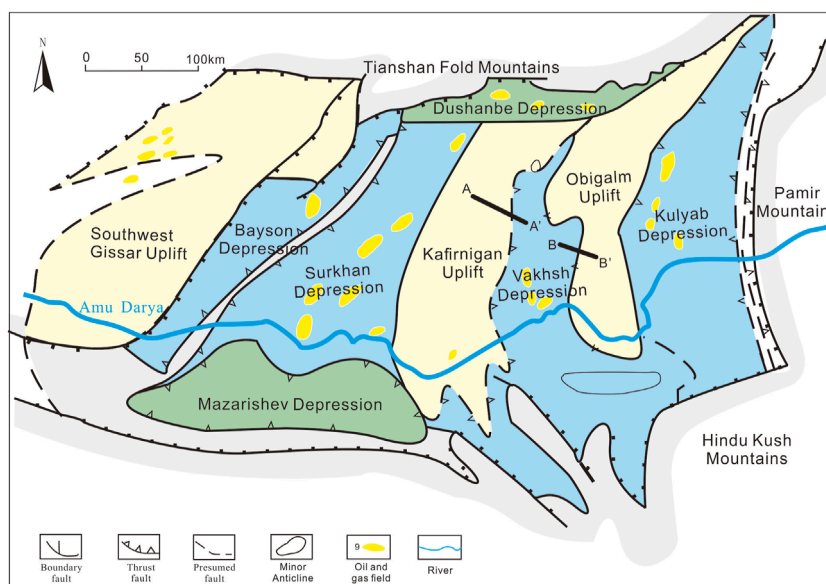 N
0
50
100km
Tianshan Fold Mountains
Dushanbe Depression
Obigalm
Uplift
Pamir
Mountain
A
A'
Southwest
Gissar Uplift
Bayson
Depression
Kulyab
Depression
Surkhan
Depression
Kafirnigan
Uplift
B
B'
Vakhsh
Depression
Amu Darya
Mazarishev Depression
Hindu Kush
Mountains
Boundary
fault
Thrust
fault
Presumed
fault
Minor
Anticline
9
Oil and
gas field
River